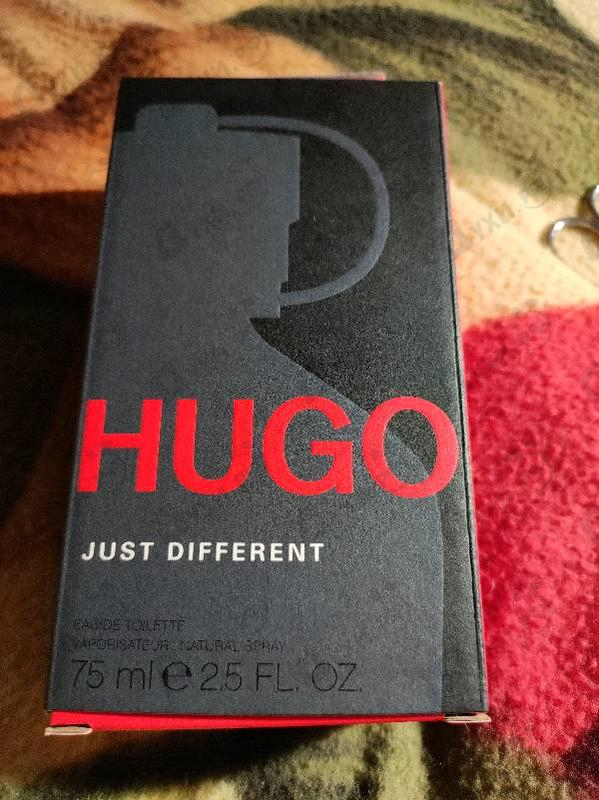 HUGO
JUST DIFFERENT
EAU DE TOILETTE
VAPORISATEUR . NATURAL SPRAY
75 ml ℮ 2.5 FL. OZ.